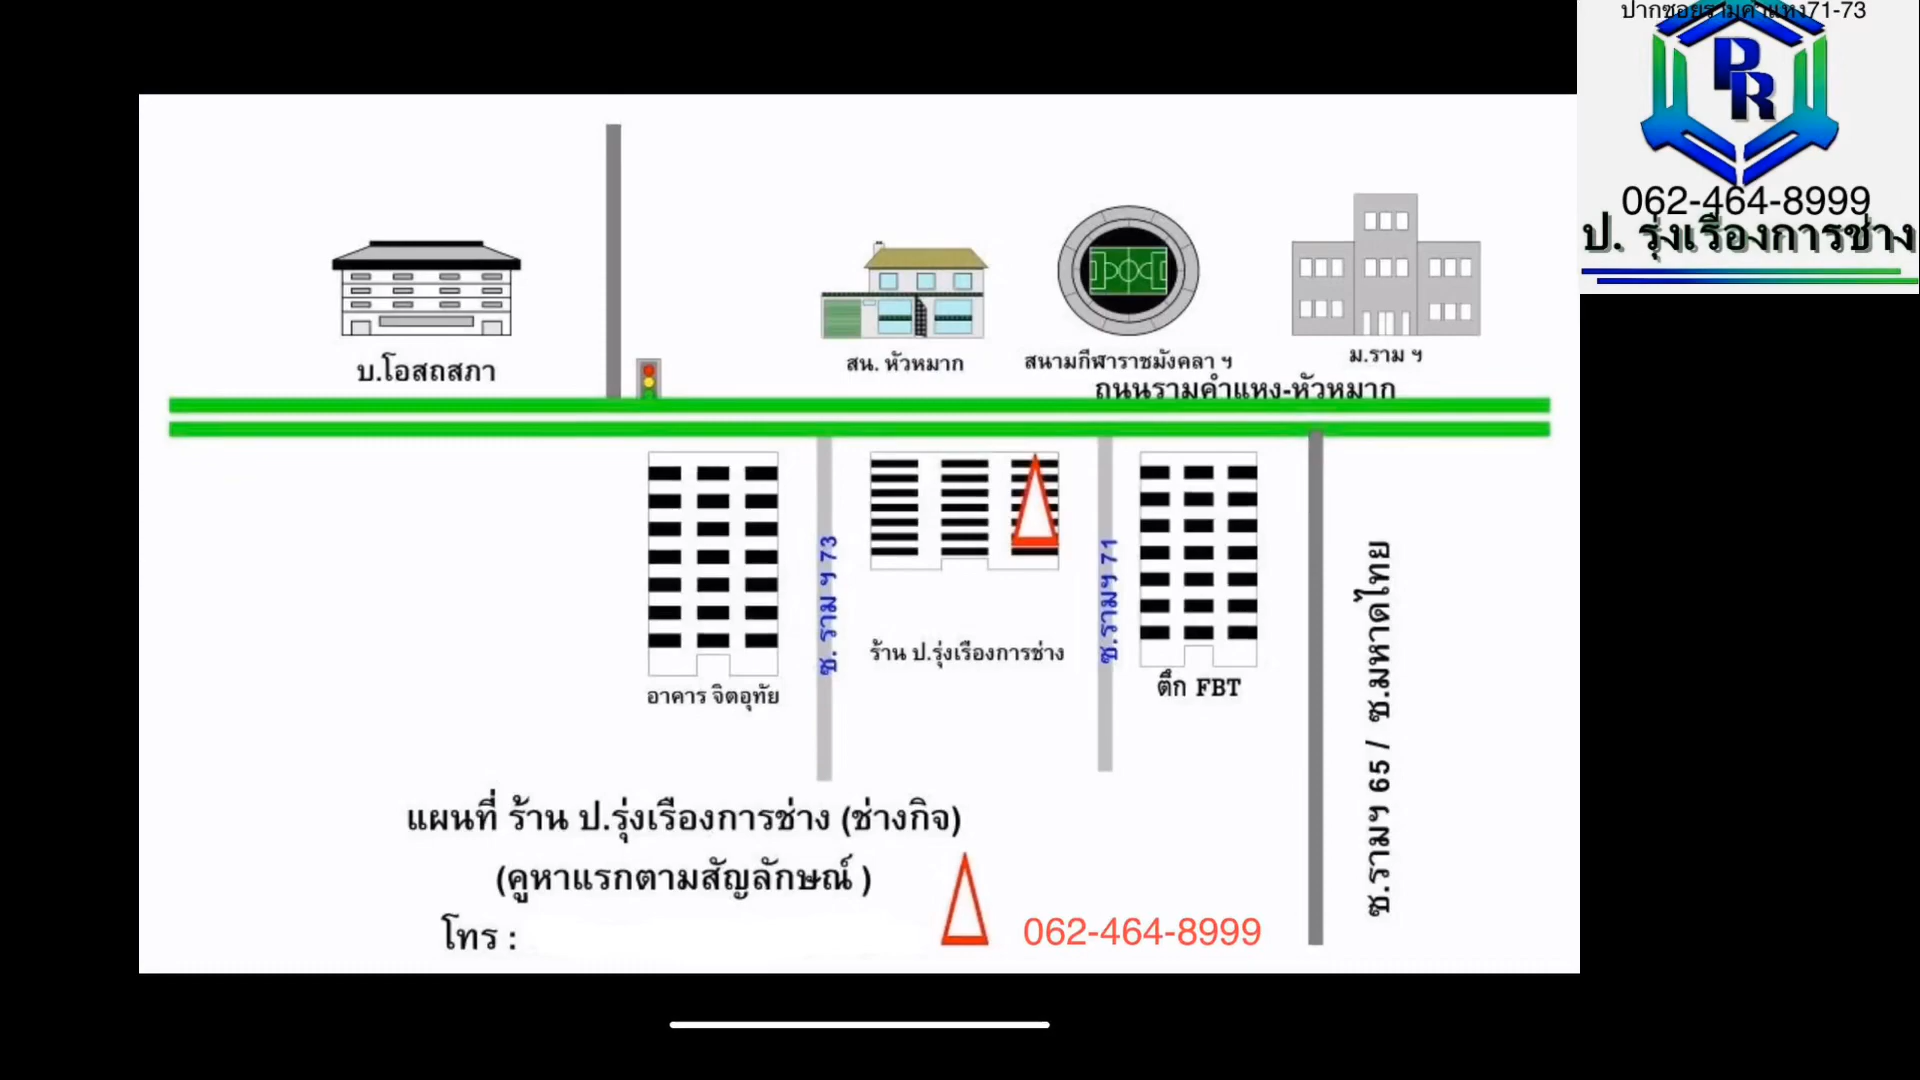 ปากซอยรามคำแหง71-73
PR
062-464-8999
ป. รุ่งเรืองการช่าง
บ.โอสถสภา
สน. หัวหมาก
สนามกีฬาราชมังคลา ฯ
ม.ราม ฯ
ถนนรามคำแหง-หัวหมาก
ซ. ราม ฯ 73
ซ.รามฯ 71
ร้าน ป.รุ่งเรืองการช่าง
อาคาร จิตอุทัย
ตึก FBT
ซ.รามฯ 65 / ซ.มหาดไทย
แผนที่ ร้าน ป.รุ่งเรืองการช่าง (ช่างกิจ)
(คูหาแรกตามสัญลักษณ์ )
โทร :
062-464-8999